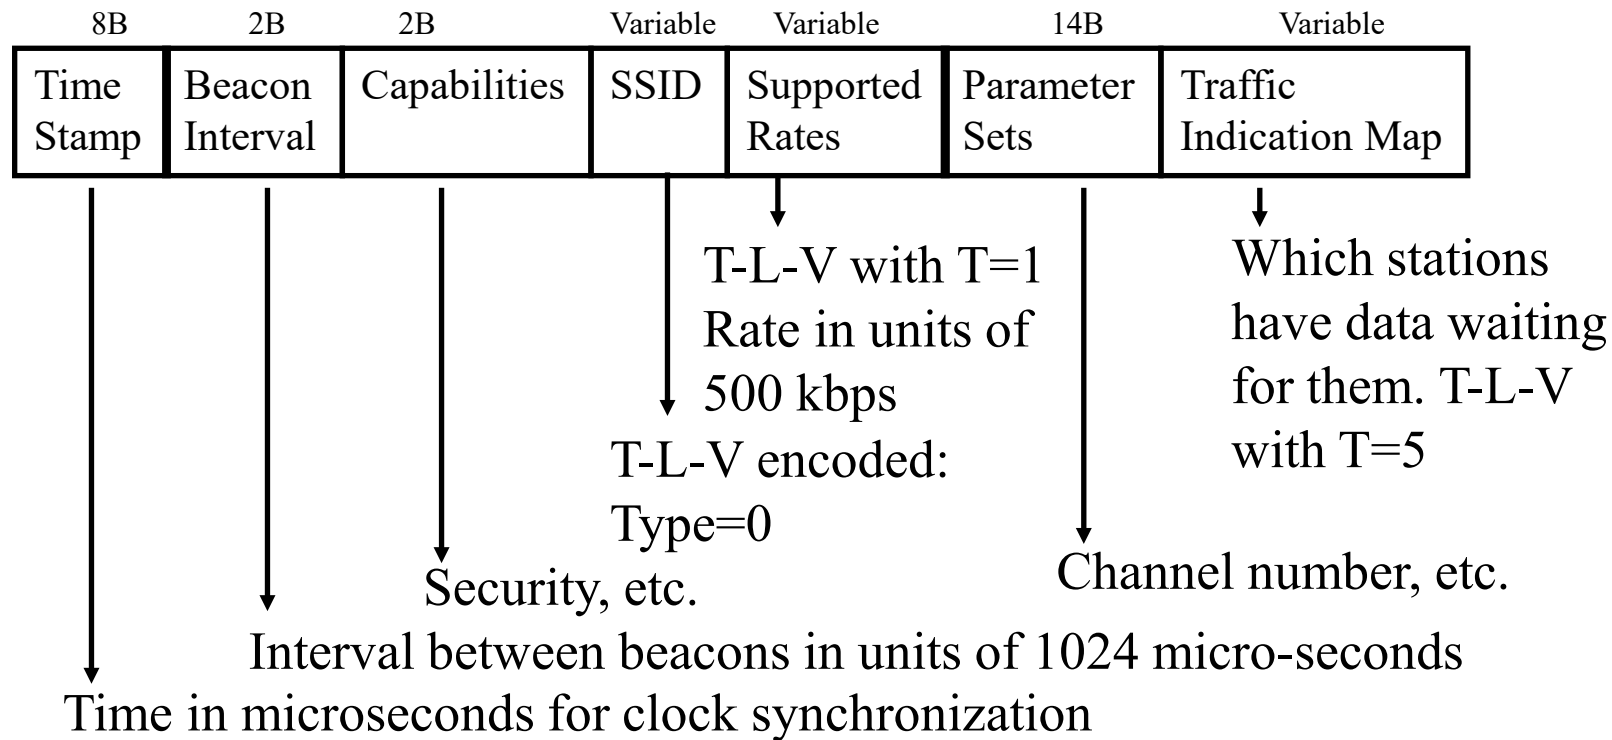 8B 2B 2B Variable Variable 14B Variable
Time Stamp
Beacon Interval
Capabilities
SSID
Supported Rates
Parameter Sets
Traffic Indication Map
T-L-V with T=1
Rate in units of
500 kbps
Which stations
have data waiting
for them. T-L-V
with T=5
T-L-V encoded:
Type=0
Security, etc.
Channel number, etc.
Interval between beacons in units of 1024 micro-seconds
Time in microseconds for clock synchronization